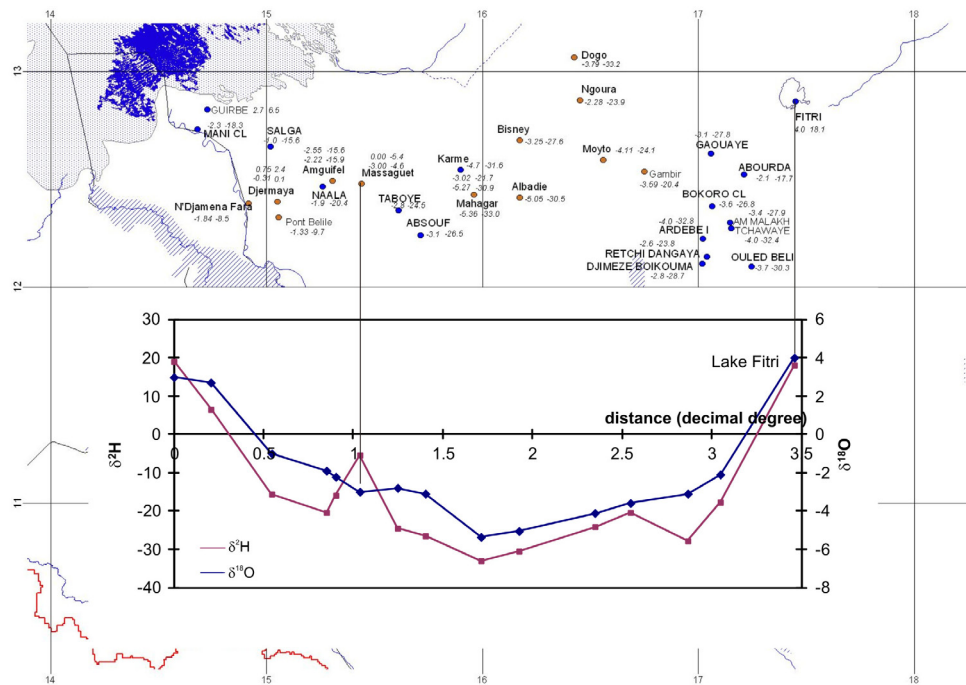 14
15
16
17
18
13
Dogo
-3.79 -33.2
Ngoura
-2.28 -23.9
GUIRBE 2.7 6.5
-2.3 -18.3
MANI CL
SALGA
-1.0 -15.6
FITRI
4.0 18.1
Bisney
-3.25 -27.6
-3.1 -27.8
GAOUAYE
Moyto
-4.11 -24.1
-2.55 -15.6
-2.22 -15.9
Amguifel
0.00 -5.4
-3.00 -4.6
Massaguet
Karme
-4.7 -31.6
-3.02 -21.7
-5.27 -30.9
Mahagar
-5.36 -33.0
Gambir
-3.59 -20.4
ABOURDA
-2.1 -17.7
0.75 2.4
-0.31 0.1
Djermaya
NAALA
-1.9 -20.4
Albadie
-5.05 -30.5
BOKORO CL
-3.6 -26.8
N'Djamena Fara
-1.84 -8.5
TABOYE
-2.8 -24.5
Pont Belile
-1.33 -9.7
ABSOUF
-3.1 -26.5
-3.4 -27.9
AM MALAKH
TCHAWAYE
-4.0 -32.4
-4.0 -32.8
ARDEBE I
-2.6 -23.8
RETCHI DANGAYA
DJIMEZE BOIKOUMA
-2.8 -28.7
OULED BELI
-3.7 -30.3
12
30
20
10
0
-10
-20
-30
-40
δ²H
6
4
2
0
-2
-4
-6
-8
δ¹⁸O
Lake Fitri
distance (decimal degree)
0
0.5
1
1.5
2
2.5
3
3.5
δ²H
δ¹⁸O
11
14
15
16
17
18